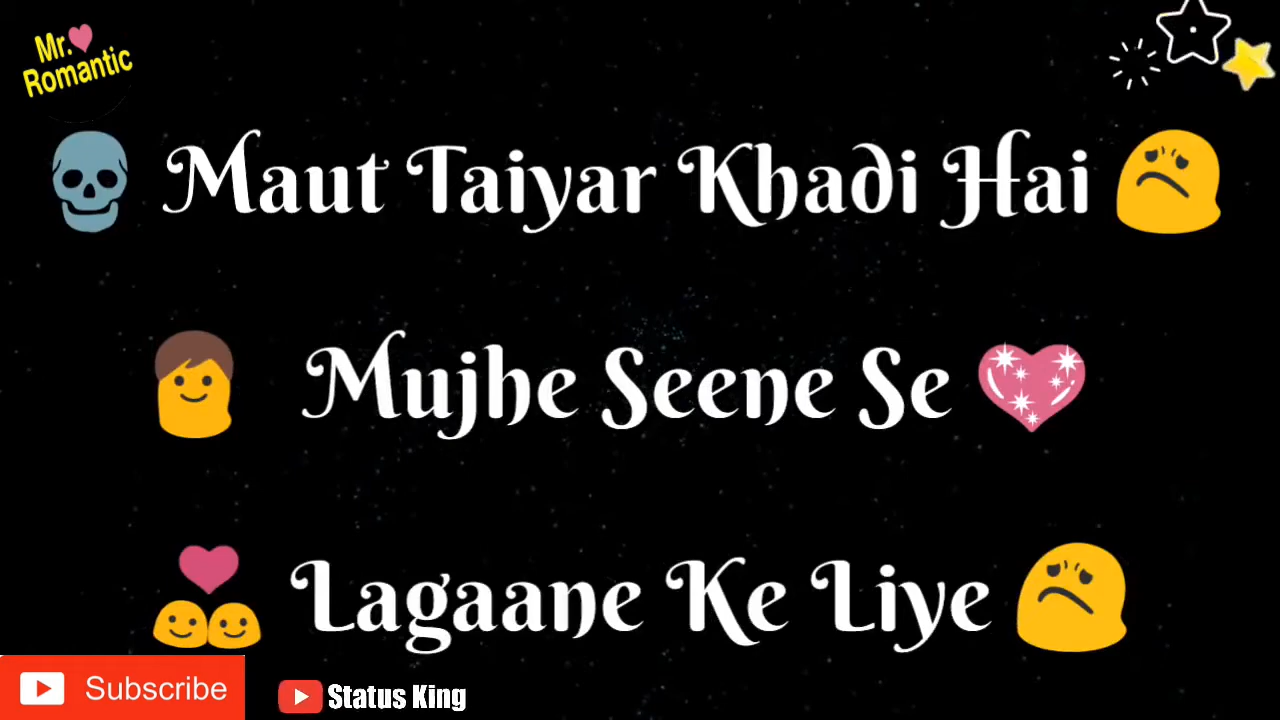 Mr.
Romantic
Maut Taiyar Khadi Hai
Mujhe Seene Se
Lagaane Ke Liye
Subscribe
Status King